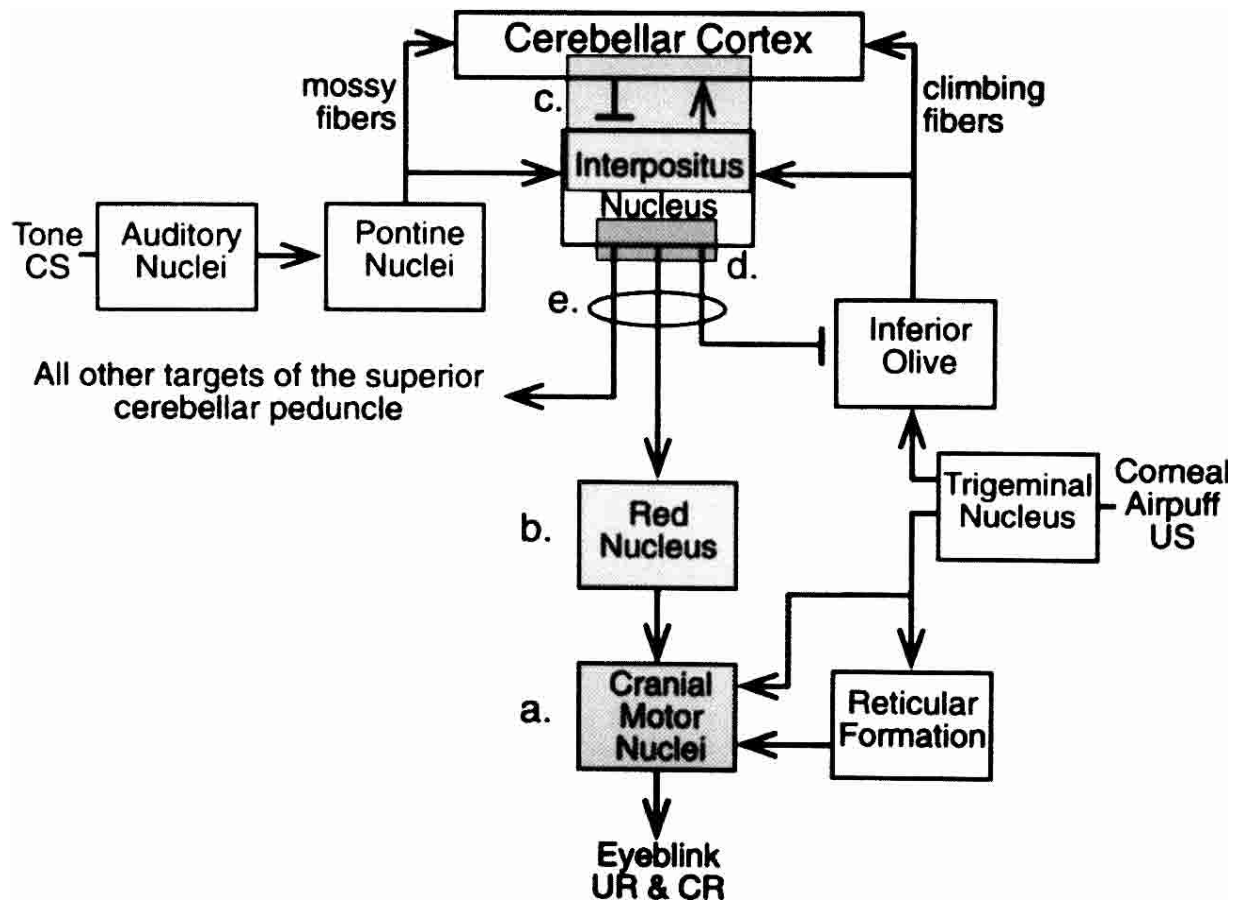 Cerebellar Cortex
mossy
fibers
c.
climbing
fibers
Interpositus
Nucleus
Tone
CS
Auditory
Nuclei
Pontine
Nuclei
d.
e.
Inferior
Olive
All other targets of the superior
cerebellar peduncle
Trigeminal
Nucleus
Corneal
Airpuff
US
b.
Red
Nucleus
a.
Cranial
Motor
Nuclei
Reticular
Formation
Eyeblink
UR & CR